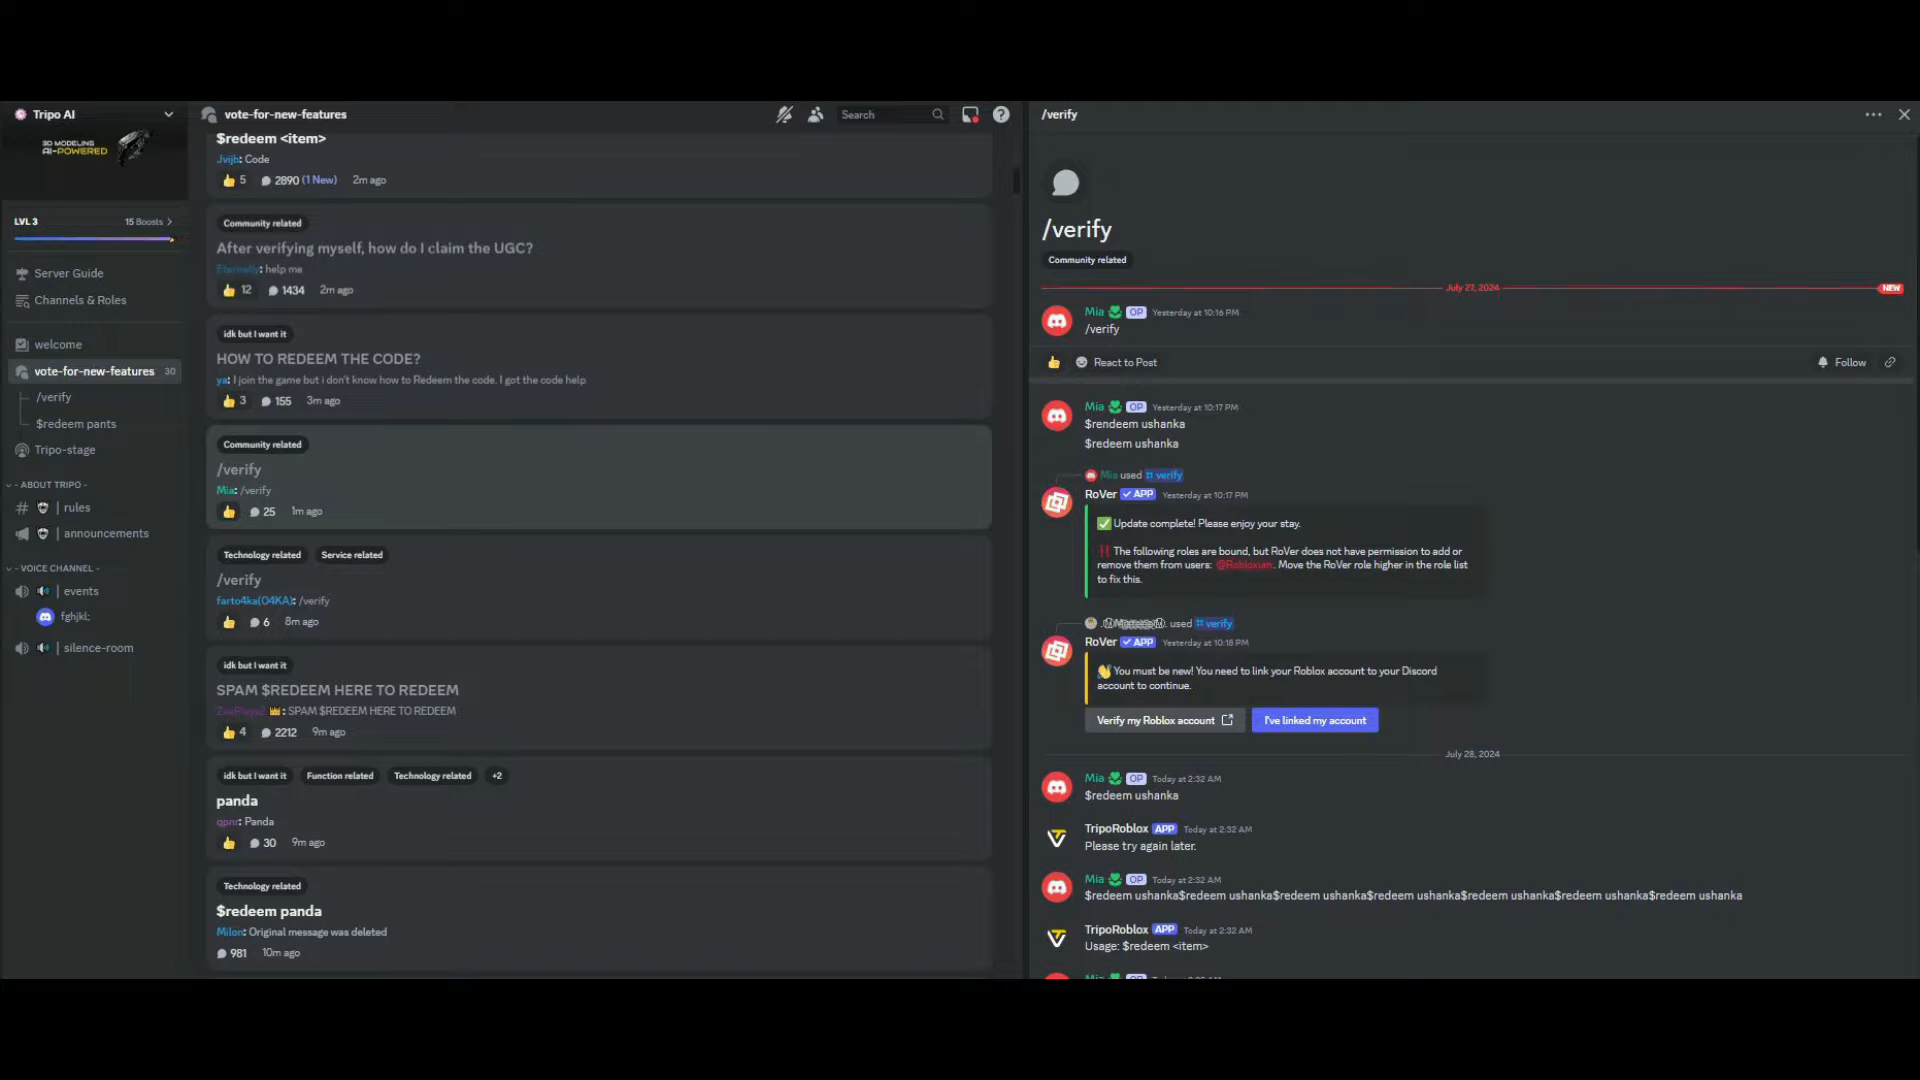 Tripo AI
3D MODELING
AI-POWERED
LVL 3
15 Boosts
Server Guide
Channels & Roles
welcome
vote-for-new-features 30
/verify
$redeem pants
Tripo-stage
- ABOUT TRIPO -
| rules
| announcements
- VOICE CHANNEL -
| events
fghjkl;
| silence-room
vote-for-new-features
Search
$redeem <item>
Jvijb: Code
5 2890 (1 New) 2m ago
Community related
After verifying myself, how do I claim the UGC?
Eternally: help me
12 1434 2m ago
idk but I want it
HOW TO REDEEM THE CODE?
ya: I join the game but i don't know how to Redeem the code. I got the code help
3 155 3m ago
Community related
/verify
Mia: /verify
25 1m ago
Technology related Service related
/verify
farto4ka(04KA): /verify
6 8m ago
idk but I want it
SPAM $REDEEM HERE TO REDEEM
: SPAM $REDEEM HERE TO REDEEM
4 2212 9m ago
idk but I want it Function related Technology related +2
panda
qpnr: Panda
30 9m ago
Technology related
$redeem panda
Milon: Original message was deleted
981 10m ago
/verify
/verify
Community related
July 27, 2024 NEW
Mia OP Yesterday at 10:16 PM
/verify
React to Post
Follow
Mia OP Yesterday at 10:17 PM
$rendeem ushanka
$redeem ushanka
Mia used verify
RoVer APP Yesterday at 10:17 PM
Update complete! Please enjoy your stay.
The following roles are bound, but RoVer does not have permission to add or
remove them from users: @Robloxian. Move the RoVer role higher in the role list
to fix this.
used verify
RoVer APP Yesterday at 10:18 PM
You must be new! You need to link your Roblox account to your Discord
account to continue.
Verify my Roblox account
I've linked my account
July 28, 2024
Mia OP Today at 2:32 AM
$redeem ushanka
TripoRoblox APP Today at 2:32 AM
Please try again later.
Mia OP Today at 2:32 AM
$redeem ushanka$redeem ushanka$redeem ushanka$redeem ushanka$redeem ushanka$redeem ushanka$redeem ushanka
TripoRoblox APP Today at 2:32 AM
Usage: $redeem <item>
Mia OP